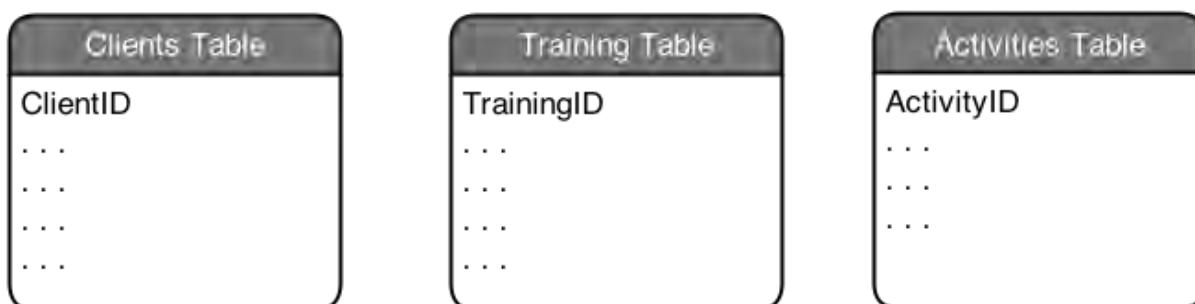 Clients Table
ClientID
. . .
. . .
. . .
. . .
Training Table
TrainingID
. . .
. . .
. . .
. . .
Activities Table
ActivityID
. . .
. . .
. . .